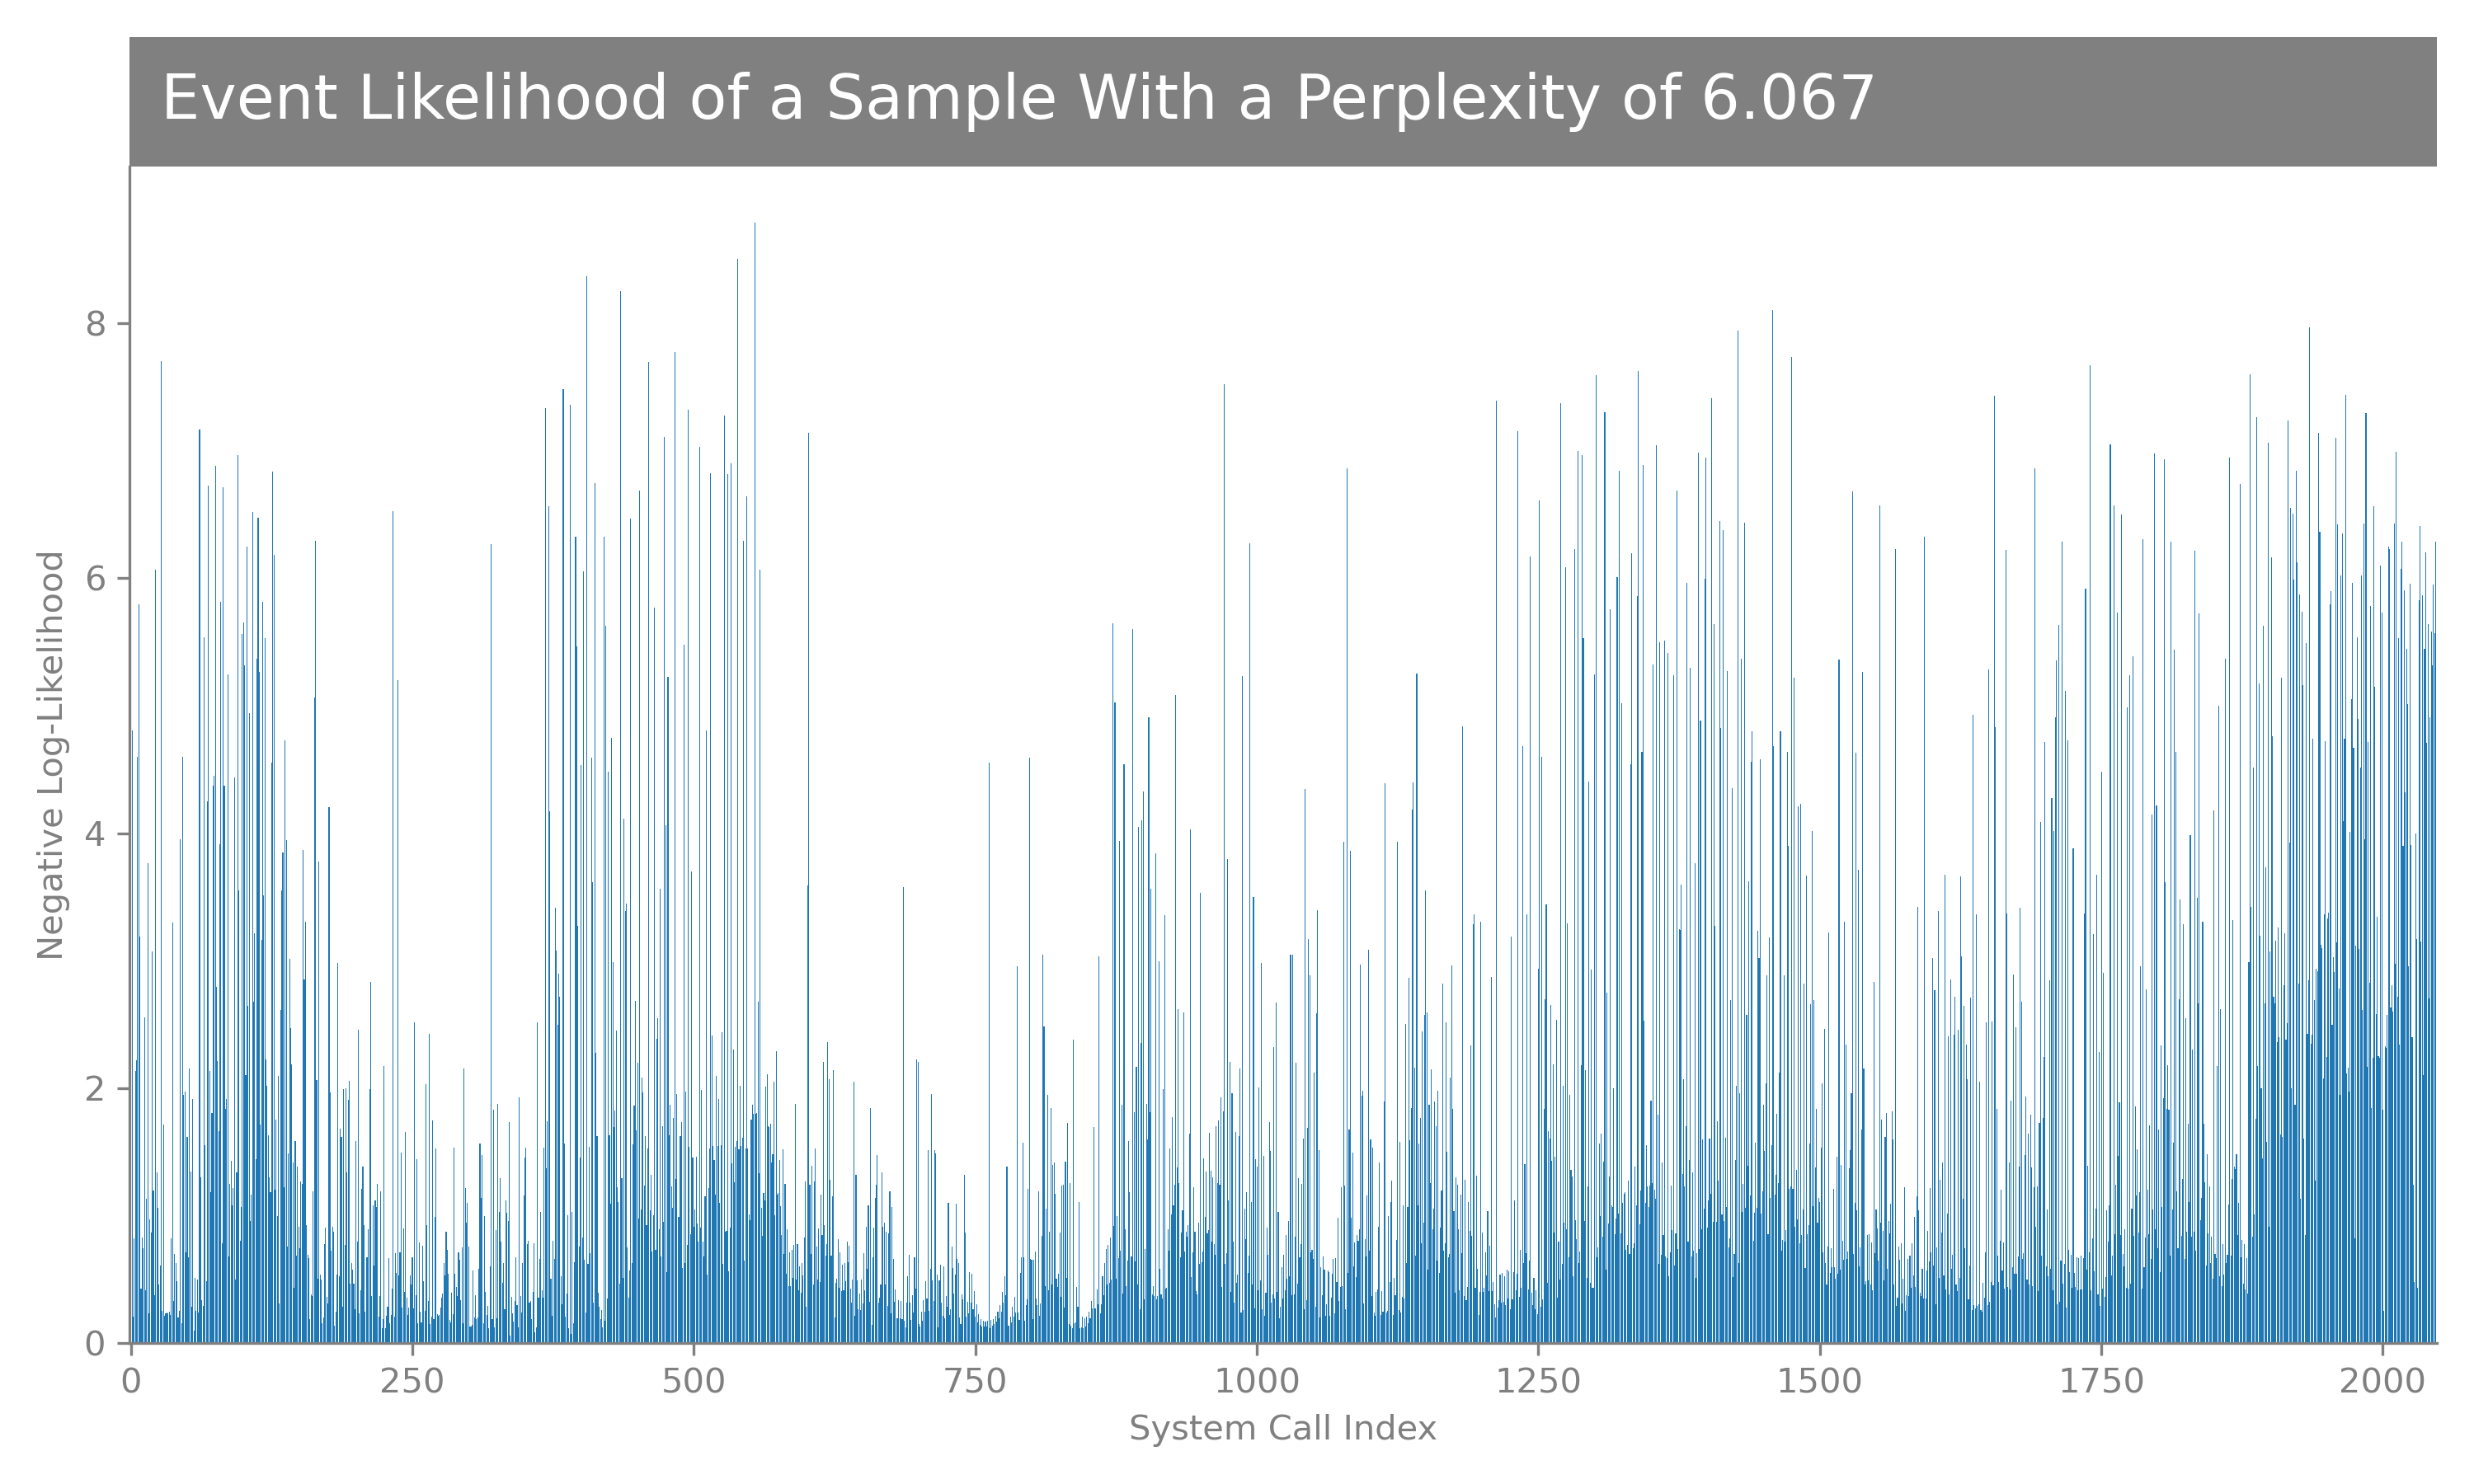 Event Likelihood of a Sample With a Perplexity of 6.067
8
6
4
2
0
Negative Log-Likelihood
0 250 500 750 1000 1250 1500 1750 2000
System Call Index